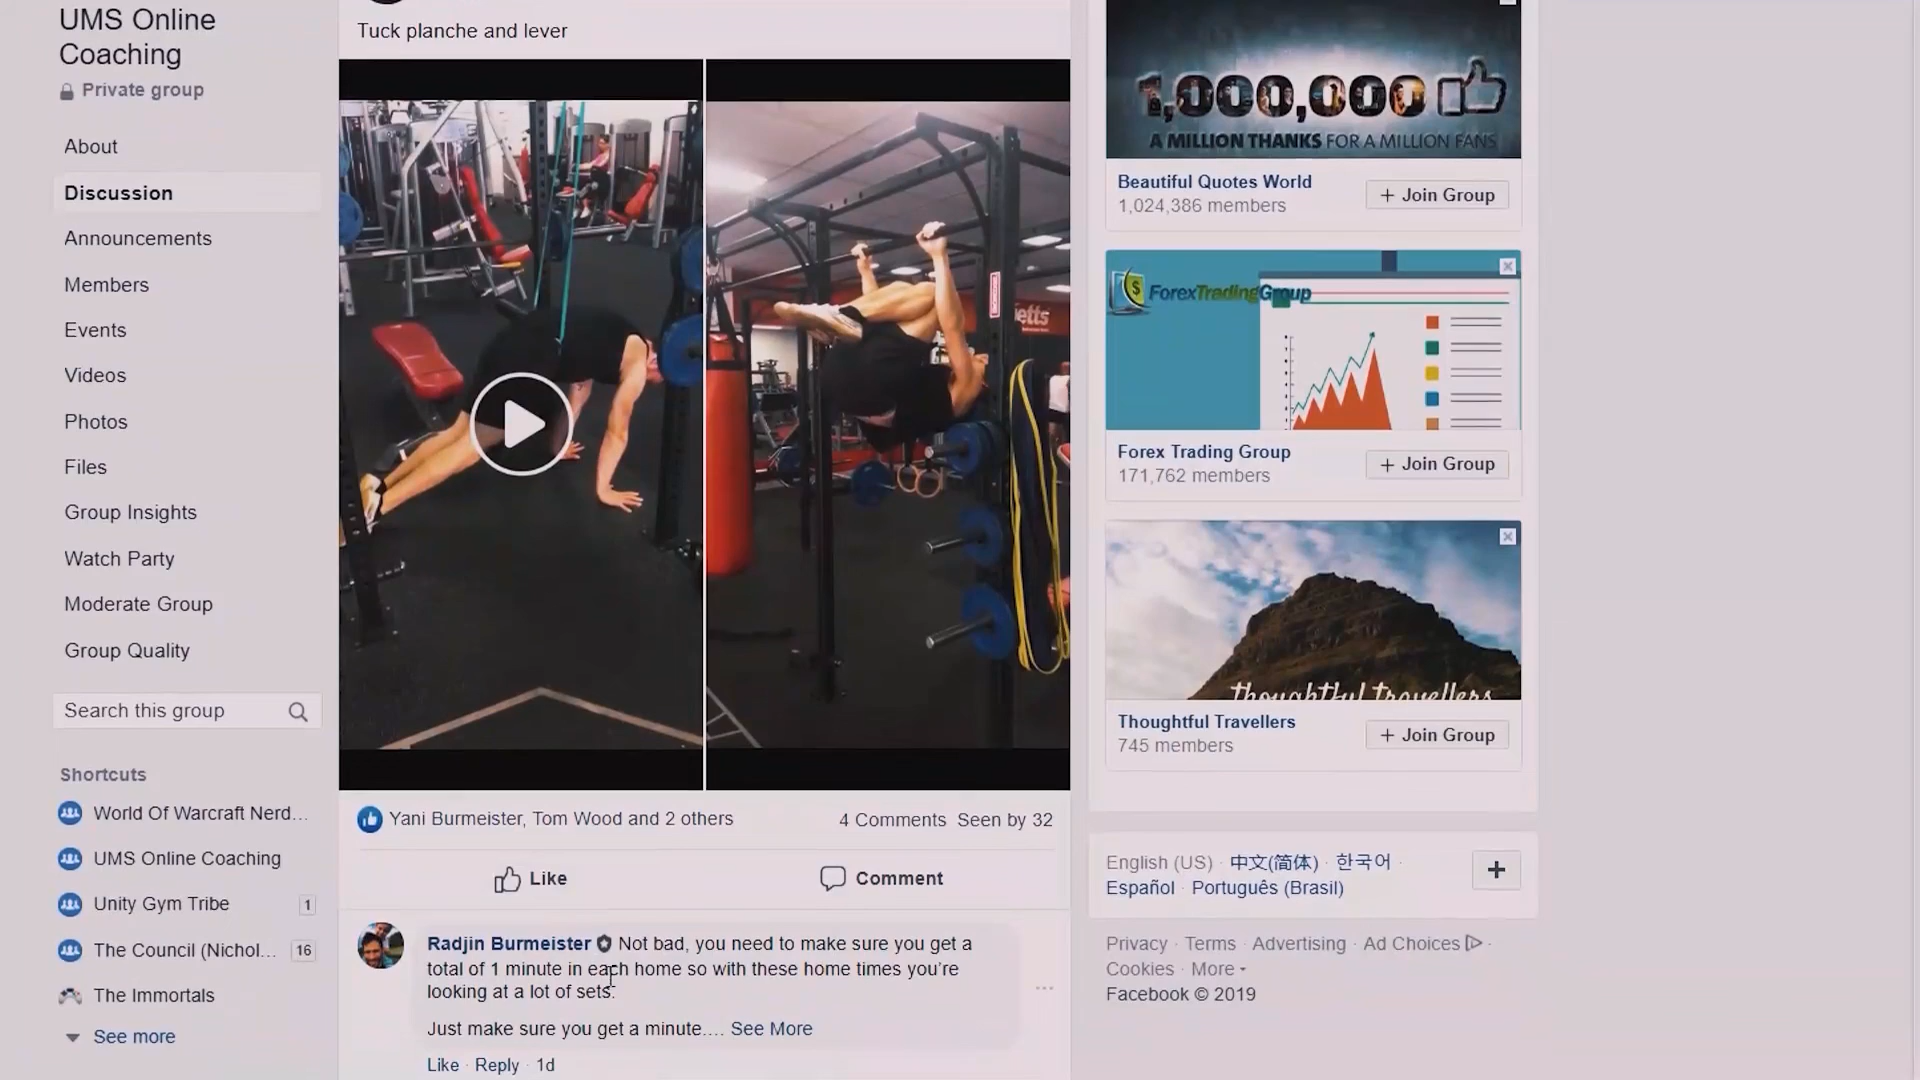 UMS Online
Coaching
Private group
About
Discussion
Announcements
Members
Events
Videos
Photos
Files
Group Insights
Watch Party
Moderate Group
Group Quality
Search this group
Shortcuts
World Of Warcraft Nerd...
UMS Online Coaching
Unity Gym Tribe 1
The Council (Nichol... 16
The Immortals
See more
Tuck planche and lever
etts
Yani Burmeister, Tom Wood and 2 others
4 Comments Seen by 32
Like
Comment
Radjin Burmeister Not bad, you need to make sure you get a
total of 1 minute in each home so with these home times you're
looking at a lot of sets.
Just make sure you get a minute.... See More
Like · Reply · 1d
1,000,000
A MILLION THANKS FOR A MILLION FANS
Beautiful Quotes World
1,024,386 members
+ Join Group
ForexTradingGroup
Forex Trading Group
171,762 members
+ Join Group
thoughtful travellers
Thoughtful Travellers
745 members
+ Join Group
English (US) · 中文(简体) · 한국어 ·
Español · Português (Brasil)
Privacy · Terms · Advertising · Ad Choices ·
Cookies · More
Facebook © 2019